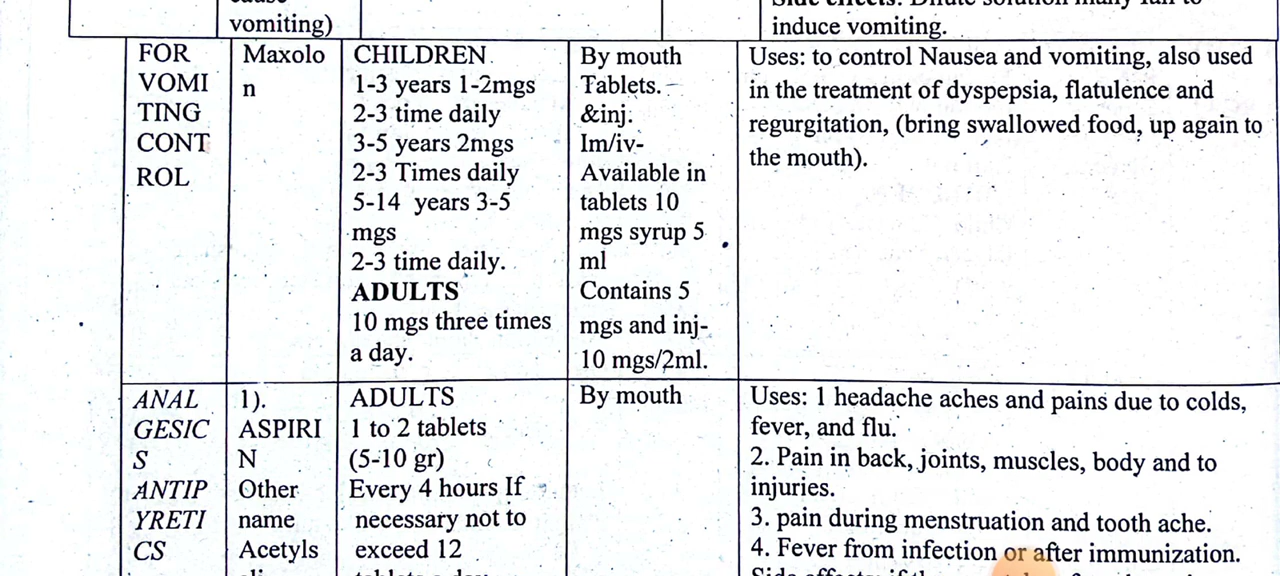 vomiting)
induce vomiting.
FOR
VOMI
TING
CONT
ROL
Maxolo
n
CHILDREN
1-3 years 1-2mgs
2-3 time daily
3-5 years 2mgs
2-3 Times daily
5-14 years 3-5
mgs
2-3 time daily.
ADULTS
10 mgs three times
a day.
By mouth
Tablets.
&inj.
Im/iv-
Available in
tablets 10
mgs syrup 5
ml
Contains 5
mgs and inj-
10 mgs/2ml.
Uses: to control Nausea and vomiting, also used
in the treatment of dyspepsia, flatulence and
regurgitation, (bring swallowed food, up again to
the mouth).
ANAL
GESIC
S
ANTIP
YRETI
CS
1).
ASPIRI
N
Other
name
Acetyls
ADULTS
1 to 2 tablets
(5-10 gr)
Every 4 hours If
necessary not to
exceed 12
By mouth
Uses: 1 headache aches and pains due to colds,
fever, and flu.
2. Pain in back, joints, muscles, body and to
injuries.
3. pain during menstruation and tooth ache.
4. Fever from infection or after immunization.